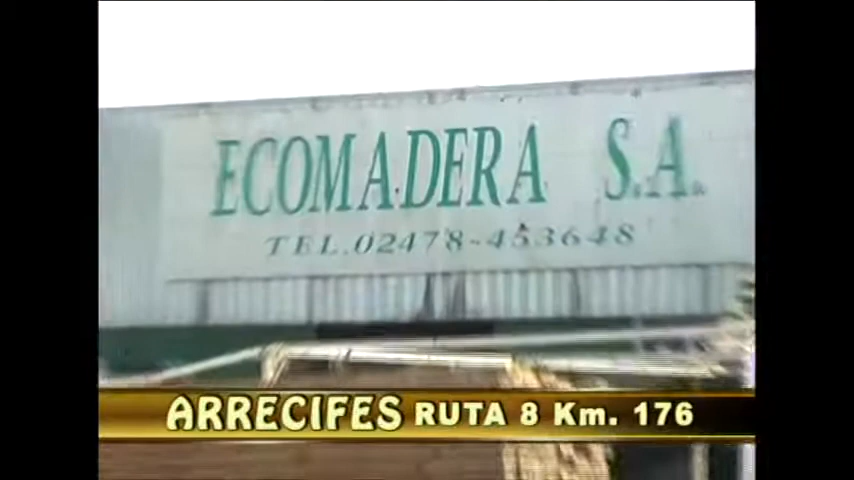 ECOMADERA S.A.
TEL.02478-453648
ARRECIFES RUTA 8 Km. 176